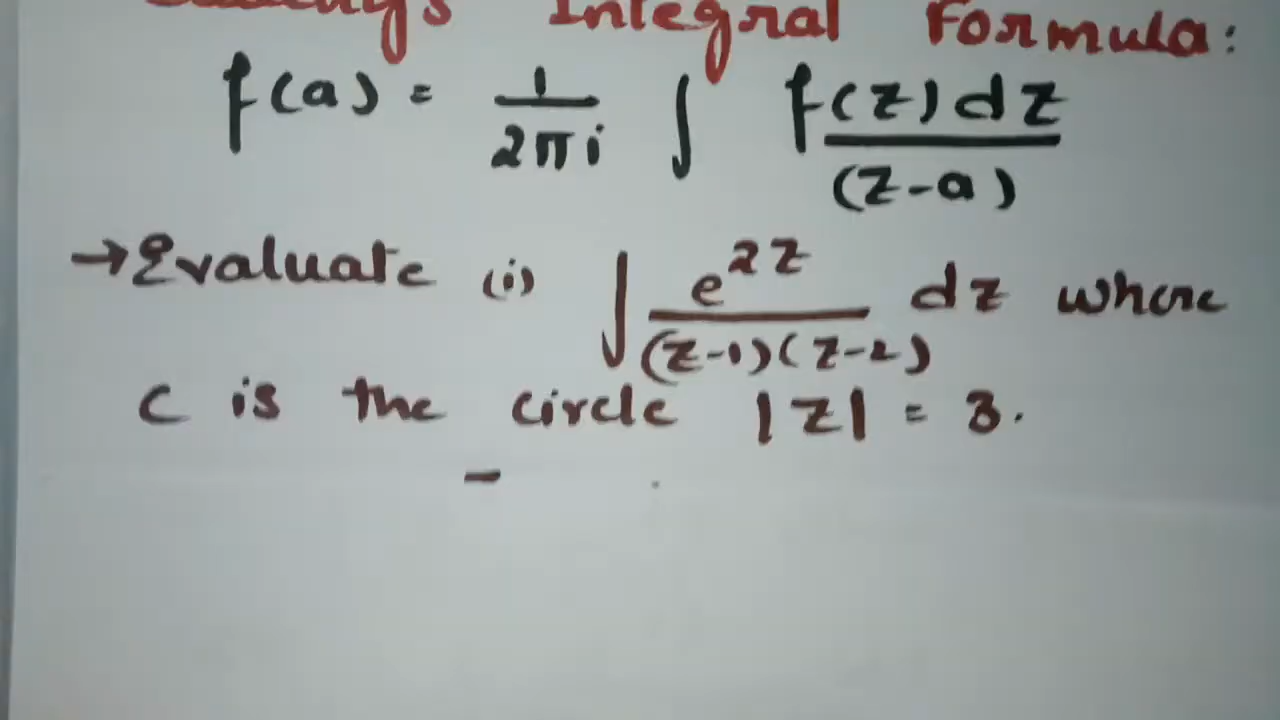 Integral Formula:
f(a) = 1/2πi ∫ f(z)dz/(z-a)
→Evaluate (i) ∫ e^2z/(z-1)(z-2) dz where
C is the circle |z| = 3.